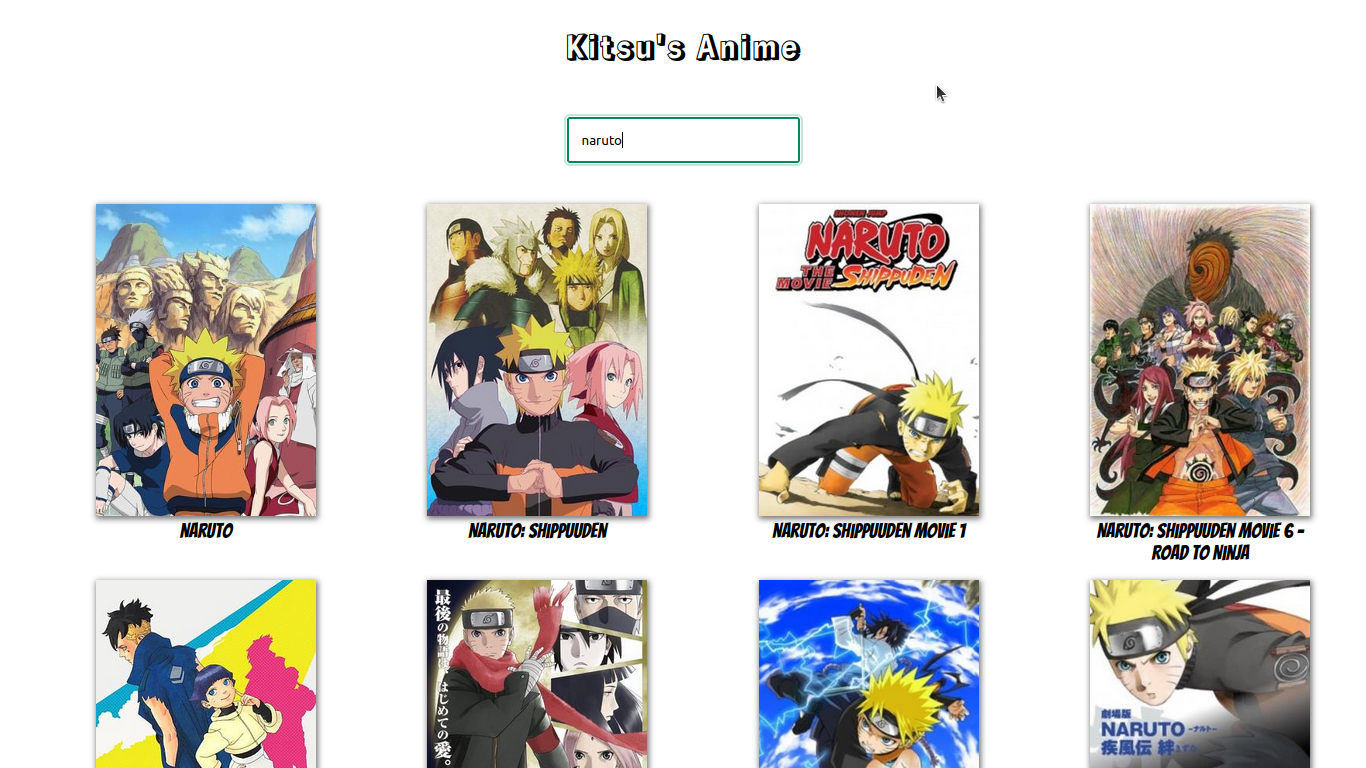 Kitsu's Anime
naruto
SHONEN JUMP
NARUTO
THE
MOVIE SHIPPUDEN
NARUTO
NARUTO: SHIPPUUDEN
NARUTO: SHIPPUUDEN MOVIE 1
NARUTO: SHIPPUUDEN MOVIE 6 -
ROAD TO NINJA
最後の物語は、はじめての愛。
劇場版
NARUTO -ナルト-
疾風伝 絆